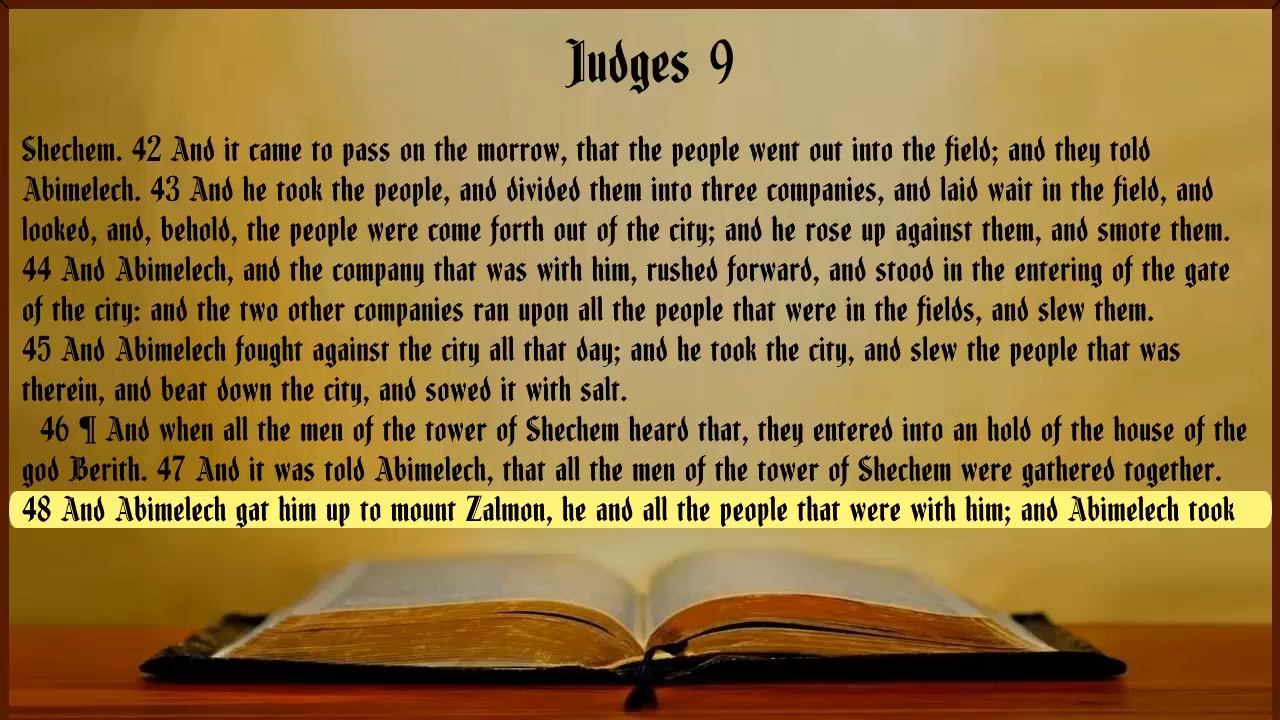 Judges 9
Shechem. 42 And it came to pass on the morrow, that the people went out into the field; and they told
Abimelech. 43 And he took the people, and divided them into three companies, and laid wait in the field, and
looked, and, behold, the people were come forth out of the city; and he rose up against them, and smote them.
44 And Abimelech, and the company that was with him, rushed forward, and stood in the entering of the gate
of the city: and the two other companies ran upon all the people that were in the fields, and slew them.
45 And Abimelech fought against the city all that day; and he took the city, and slew the people that was
therein, and beat down the city, and sowed it with salt.
46 ¶ And when all the men of the tower of Shechem heard that, they entered into an hold of the house of the
god Berith. 47 And it was told Abimelech, that all the men of the tower of Shechem were gathered together.
48 And Abimelech gat him up to mount Zalmon, he and all the people that were with him; and Abimelech took